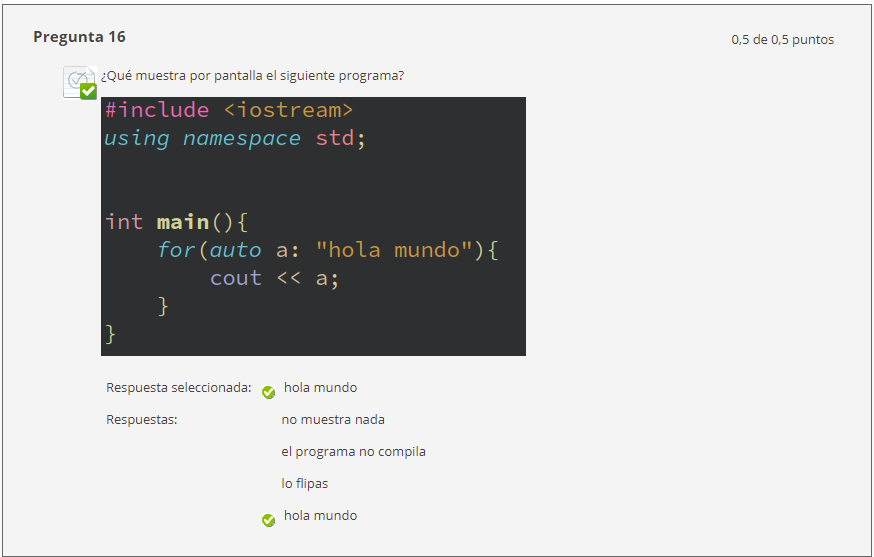 Pregunta 16
0,5 de 0,5 puntos
¿Qué muestra por pantalla el siguiente programa?
#include <iostream>
using namespace std;
int main(){
    for(auto a: "hola mundo"){
        cout << a;
    }
}
Respuesta seleccionada: hola mundo
Respuestas: no muestra nada
el programa no compila
lo flipas
hola mundo